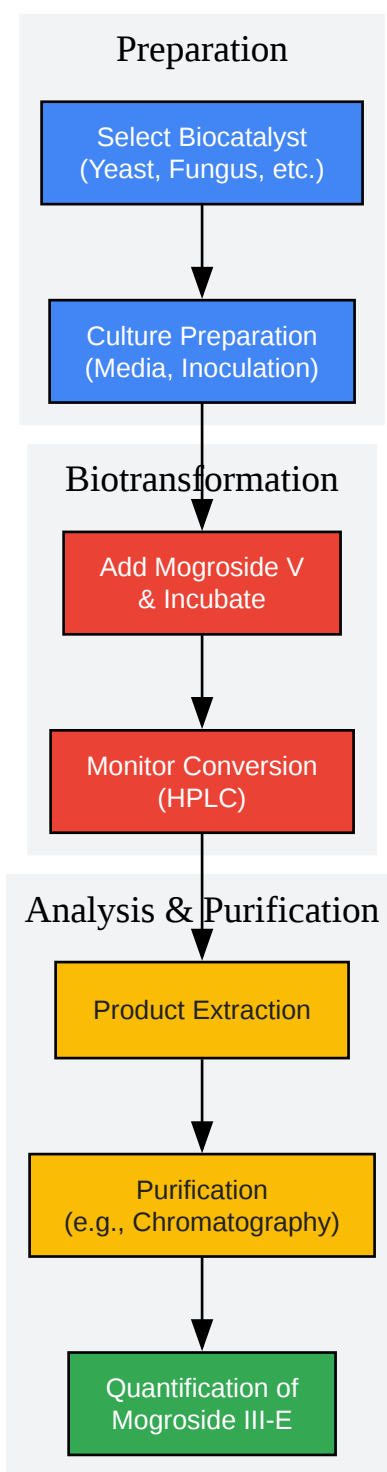 Preparation
Select Biocatalyst
(Yeast, Fungus, etc.)
Culture Preparation
(Media, Inoculation)
Biotransformation
Add Mogroside V
& Incubate
Monitor Conversion
(HPLC)
Analysis & Purification
Product Extraction
Purification
(e.g., Chromatography)
Quantification of
Mogroside III-E